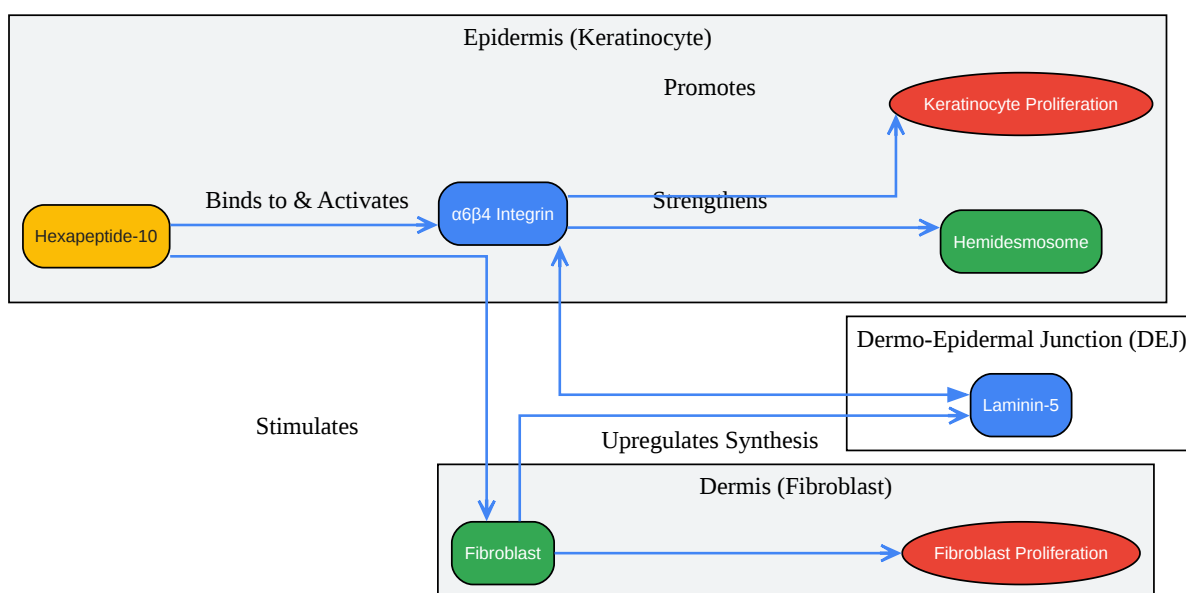 Epidermis (Keratinocyte)
Promotes
Keratinocyte Proliferation
Binds to & Activates
α6β4 Integrin
Strengthens
Hexapeptide-10
Hemidesmosome
Dermo-Epidermal Junction (DEJ)
Laminin-5
Stimulates
Upregulates Synthesis
Dermis (Fibroblast)
Fibroblast
Fibroblast Proliferation